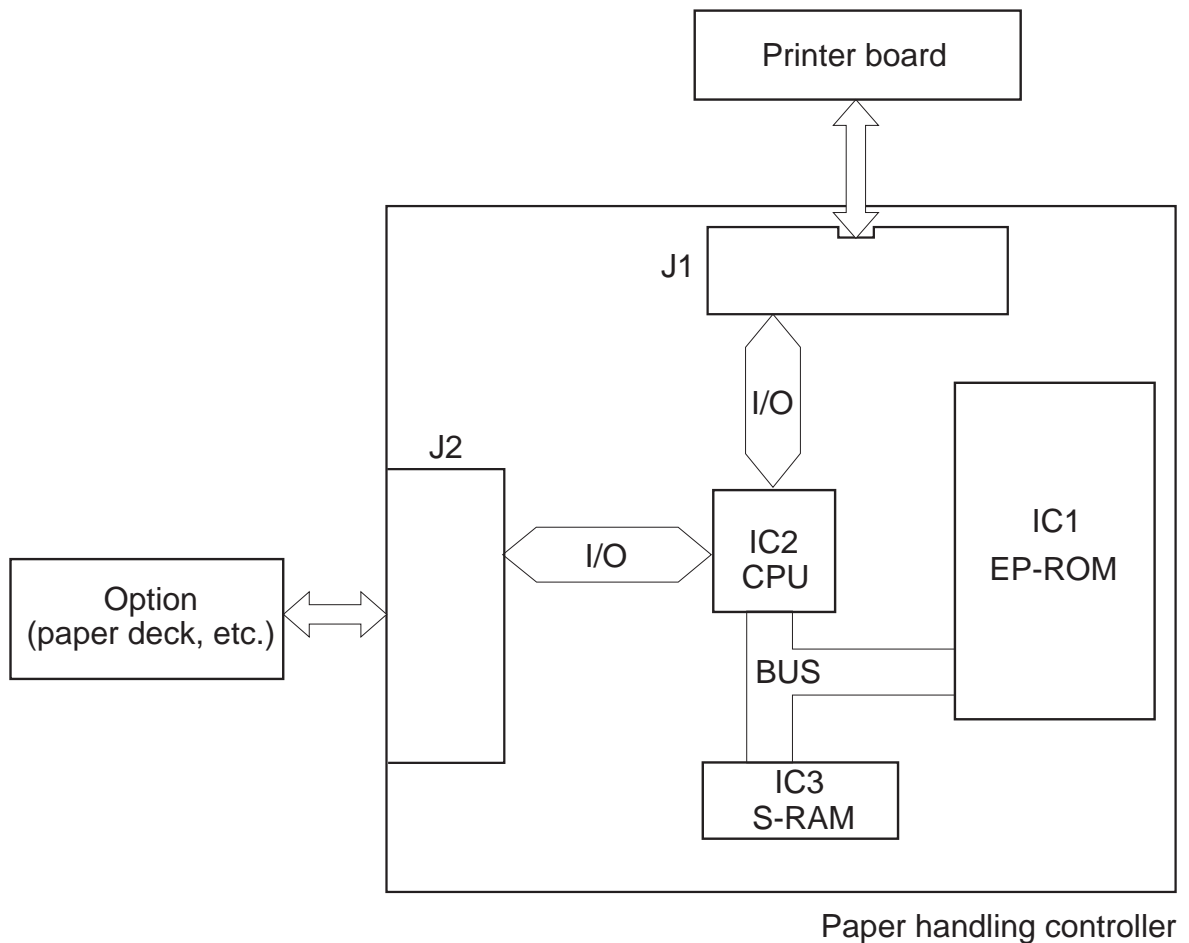 Printer board
J1
I/O
J2
IC1
EP-ROM
IC2
CPU
I/O
Option
(paper deck, etc.)
BUS
IC3
S-RAM
Paper handling controller